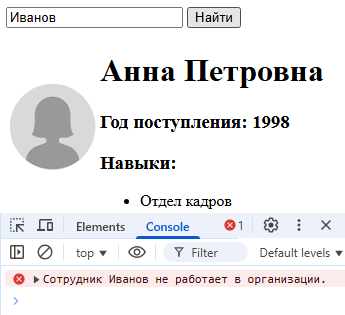 Иванов Найти
Анна Петровна
Год поступления: 1998
Навыки:
Отдел кадров
Elements Console 1
top Filter Default levels
Сотрудник Иванов не работает в организации.